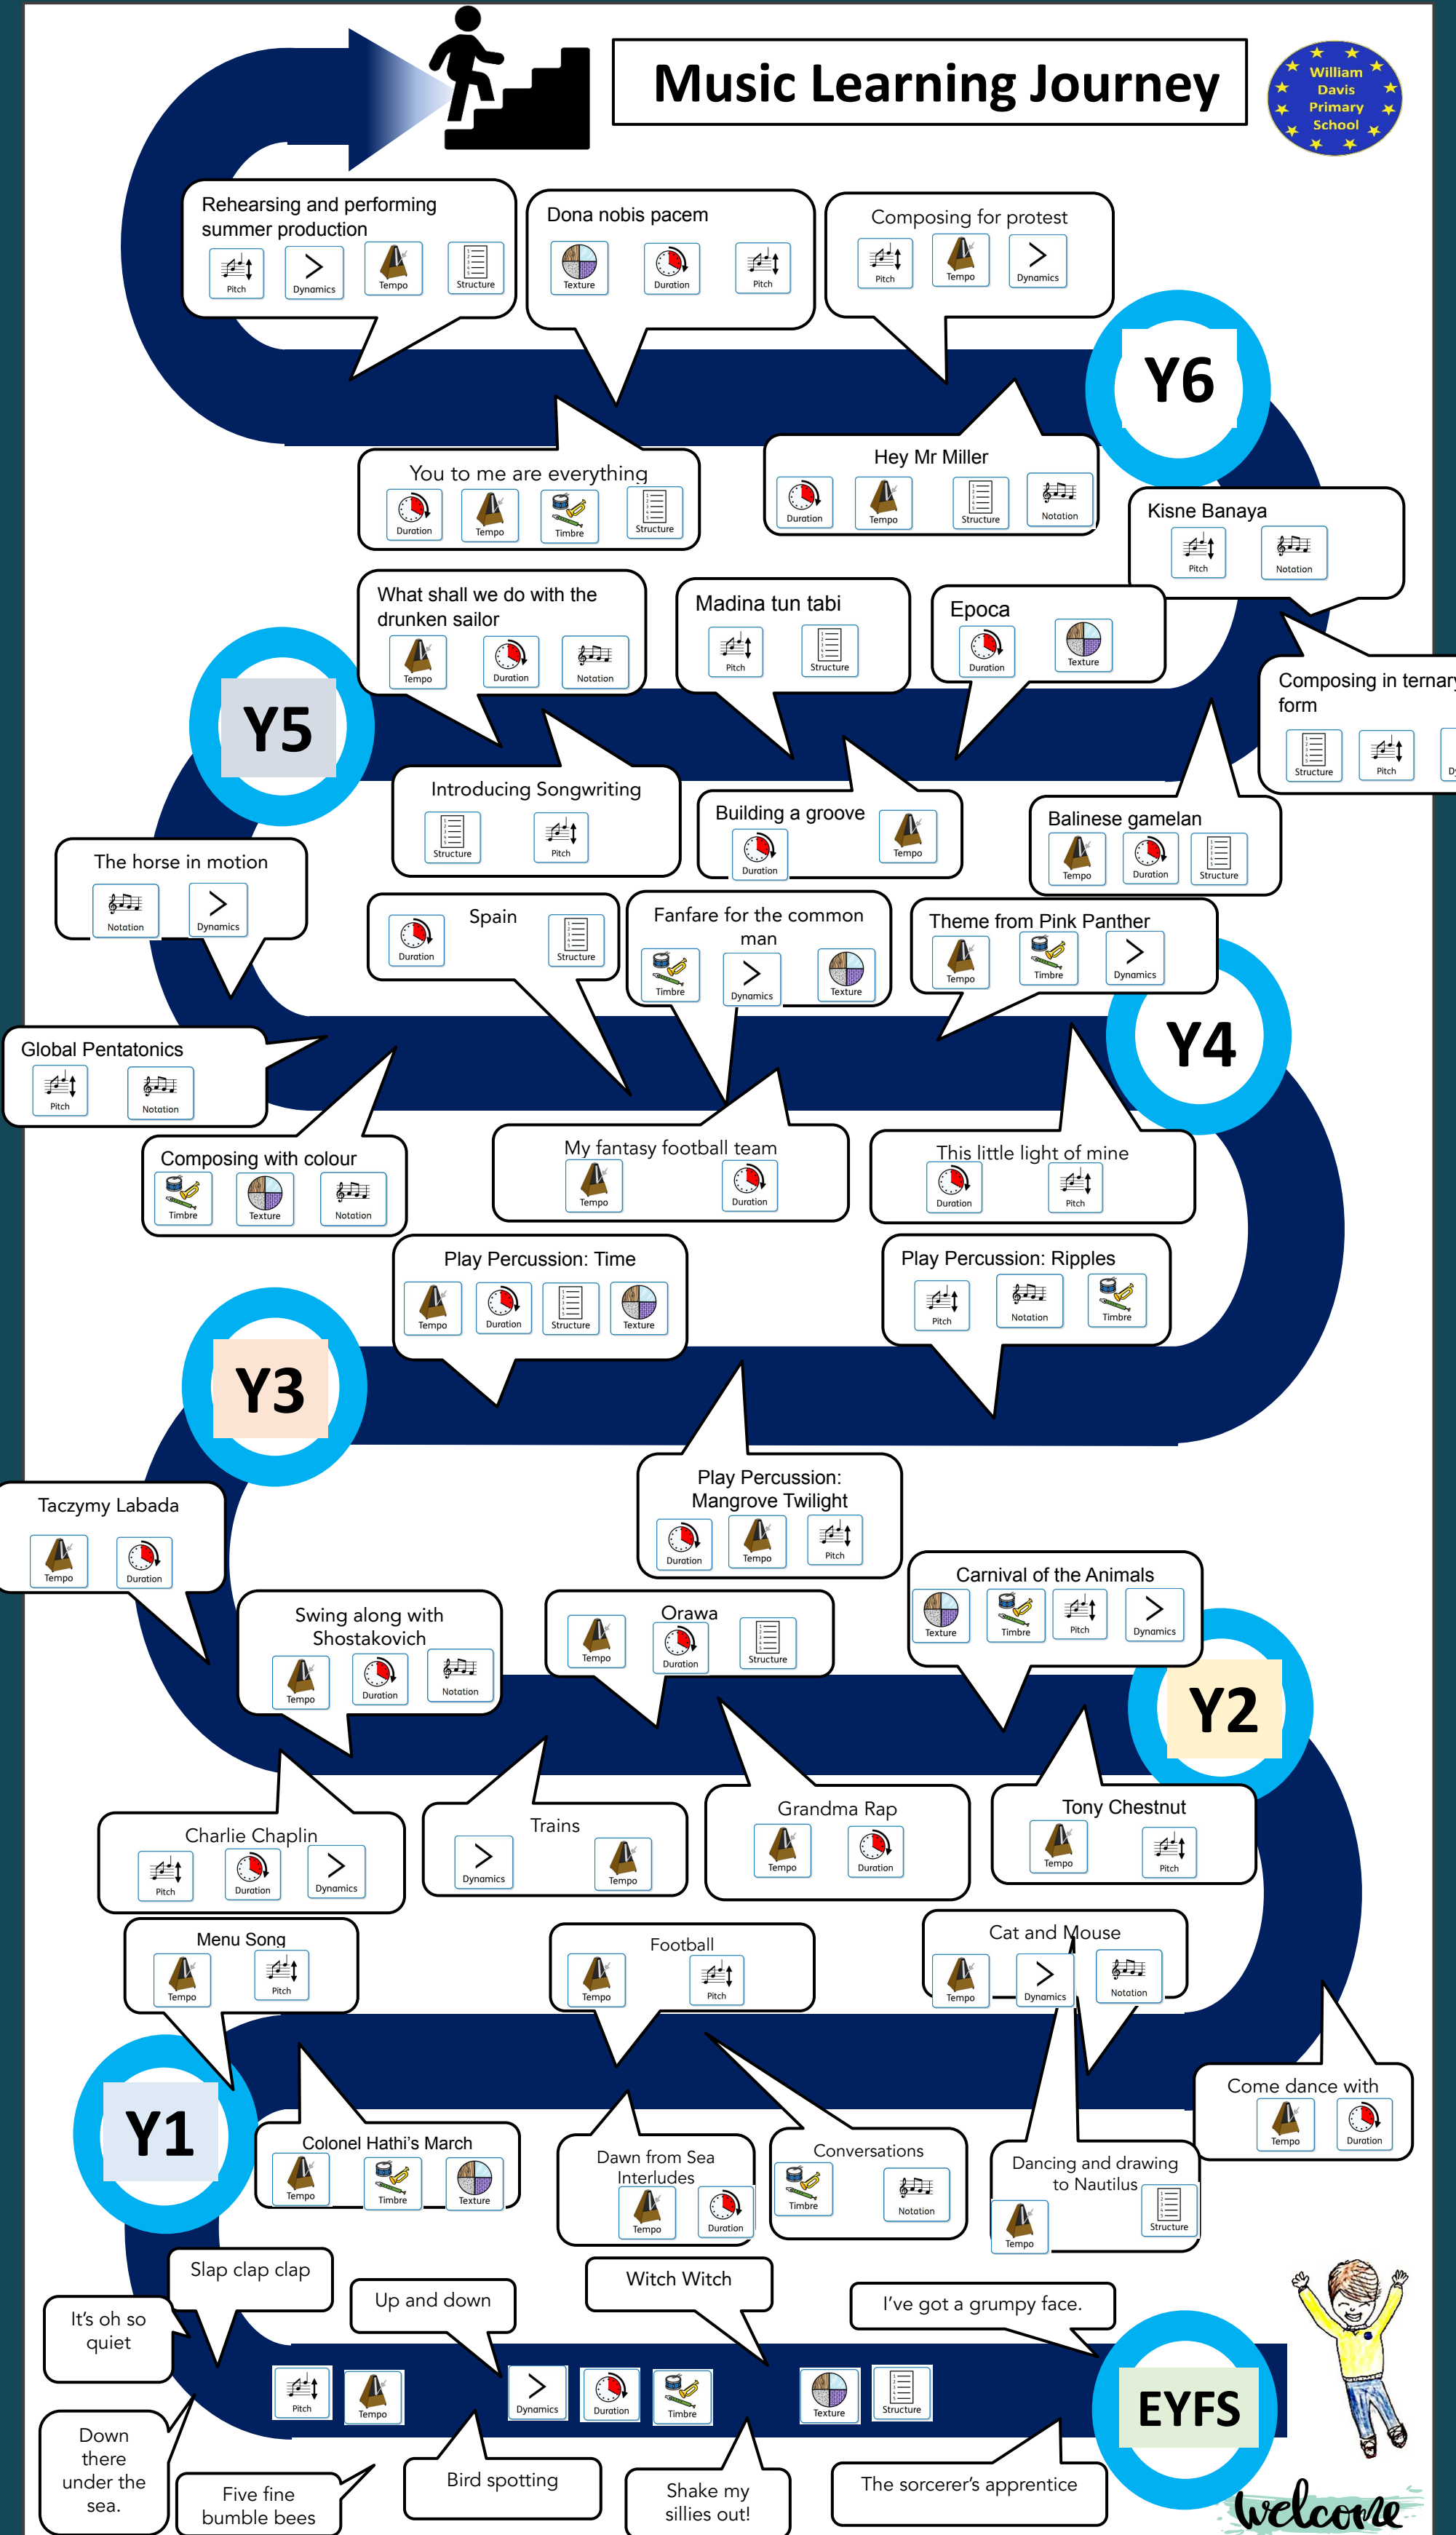 Music Learning Journey
William
Davis
Primary
School
Rehearsing and performing
summer production
Pitch
Dynamics
Tempo
Structure
Dona nobis pacem
Texture
Duration
Pitch
Composing for protest
Pitch
Tempo
Dynamics
Y6
You to me are everything
Duration
Tempo
Timbre
Structure
Hey Mr Miller
Duration
Tempo
Structure
Notation
Kisne Banaya
Pitch
Notation
What shall we do with the
drunken sailor
Tempo
Duration
Notation
Madina tun tabi
Pitch
Structure
Epoca
Duration
Texture
Composing in ternary
form
Structure
Pitch
Y5
Introducing Songwriting
Structure
Pitch
Building a groove
Duration
Tempo
Balinese gamelan
Tempo
Duration
Structure
The horse in motion
Notation
Dynamics
Spain
Duration
Structure
Fanfare for the common
man
Timbre
Dynamics
Texture
Theme from Pink Panther
Tempo
Timbre
Dynamics
Y4
Global Pentatonics
Pitch
Notation
Composing with colour
Timbre
Texture
Notation
My fantasy football team
Tempo
Duration
This little light of mine
Duration
Pitch
Play Percussion: Time
Tempo
Duration
Structure
Texture
Play Percussion: Ripples
Pitch
Notation
Timbre
Y3
Play Percussion:
Mangrove Twilight
Duration
Tempo
Pitch
Taczymy Labada
Tempo
Duration
Swing along with
Shostakovich
Tempo
Duration
Notation
Orawa
Tempo
Duration
Structure
Carnival of the Animals
Texture
Timbre
Pitch
Dynamics
Y2
Charlie Chaplin
Pitch
Duration
Dynamics
Trains
Dynamics
Tempo
Grandma Rap
Tempo
Duration
Tony Chestnut
Tempo
Pitch
Menu Song
Tempo
Pitch
Football
Tempo
Pitch
Cat and Mouse
Tempo
Dynamics
Notation
Come dance with
Tempo
Duration
Y1
Colonel Hathi's March
Tempo
Timbre
Texture
Dawn from Sea
Interludes
Tempo
Duration
Conversations
Timbre
Notation
Dancing and drawing
to Nautilus
Tempo
Structure
Slap clap clap
It's oh so
quiet
Up and down
Witch Witch
I've got a grumpy face.
Pitch
Tempo
Dynamics
Duration
Timbre
Texture
Structure
EYFS
Down
there
under the
sea.
Five fine
bumble bees
Bird spotting
Shake my
sillies out!
The sorcerer's apprentice
welcome